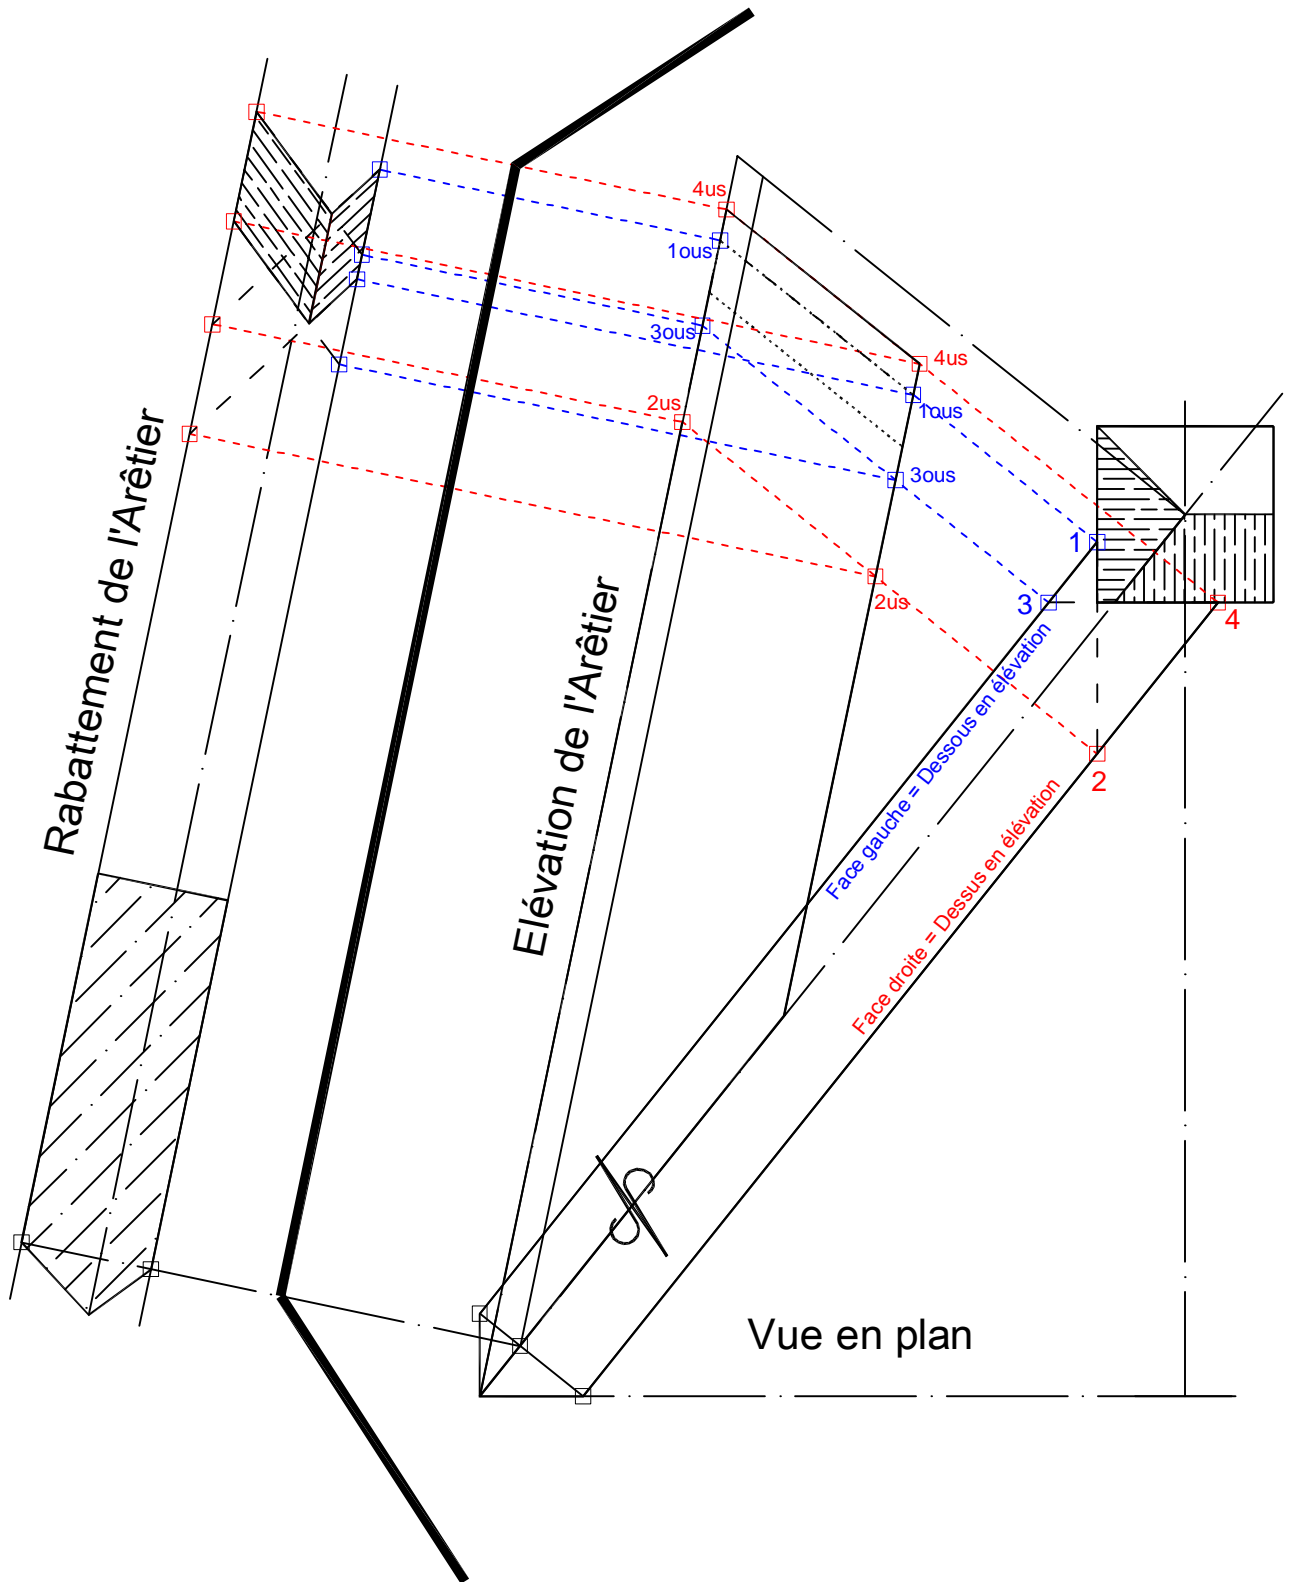 4us
1ous
3ous
4us
1ous
2us
3ous
2us
1
3
4
2
Rabattement de l'Arêtier
Elévation de l'Arêtier
Face gauche = Dessous en élévation
Face droite = Dessus en élévation
Vue en plan